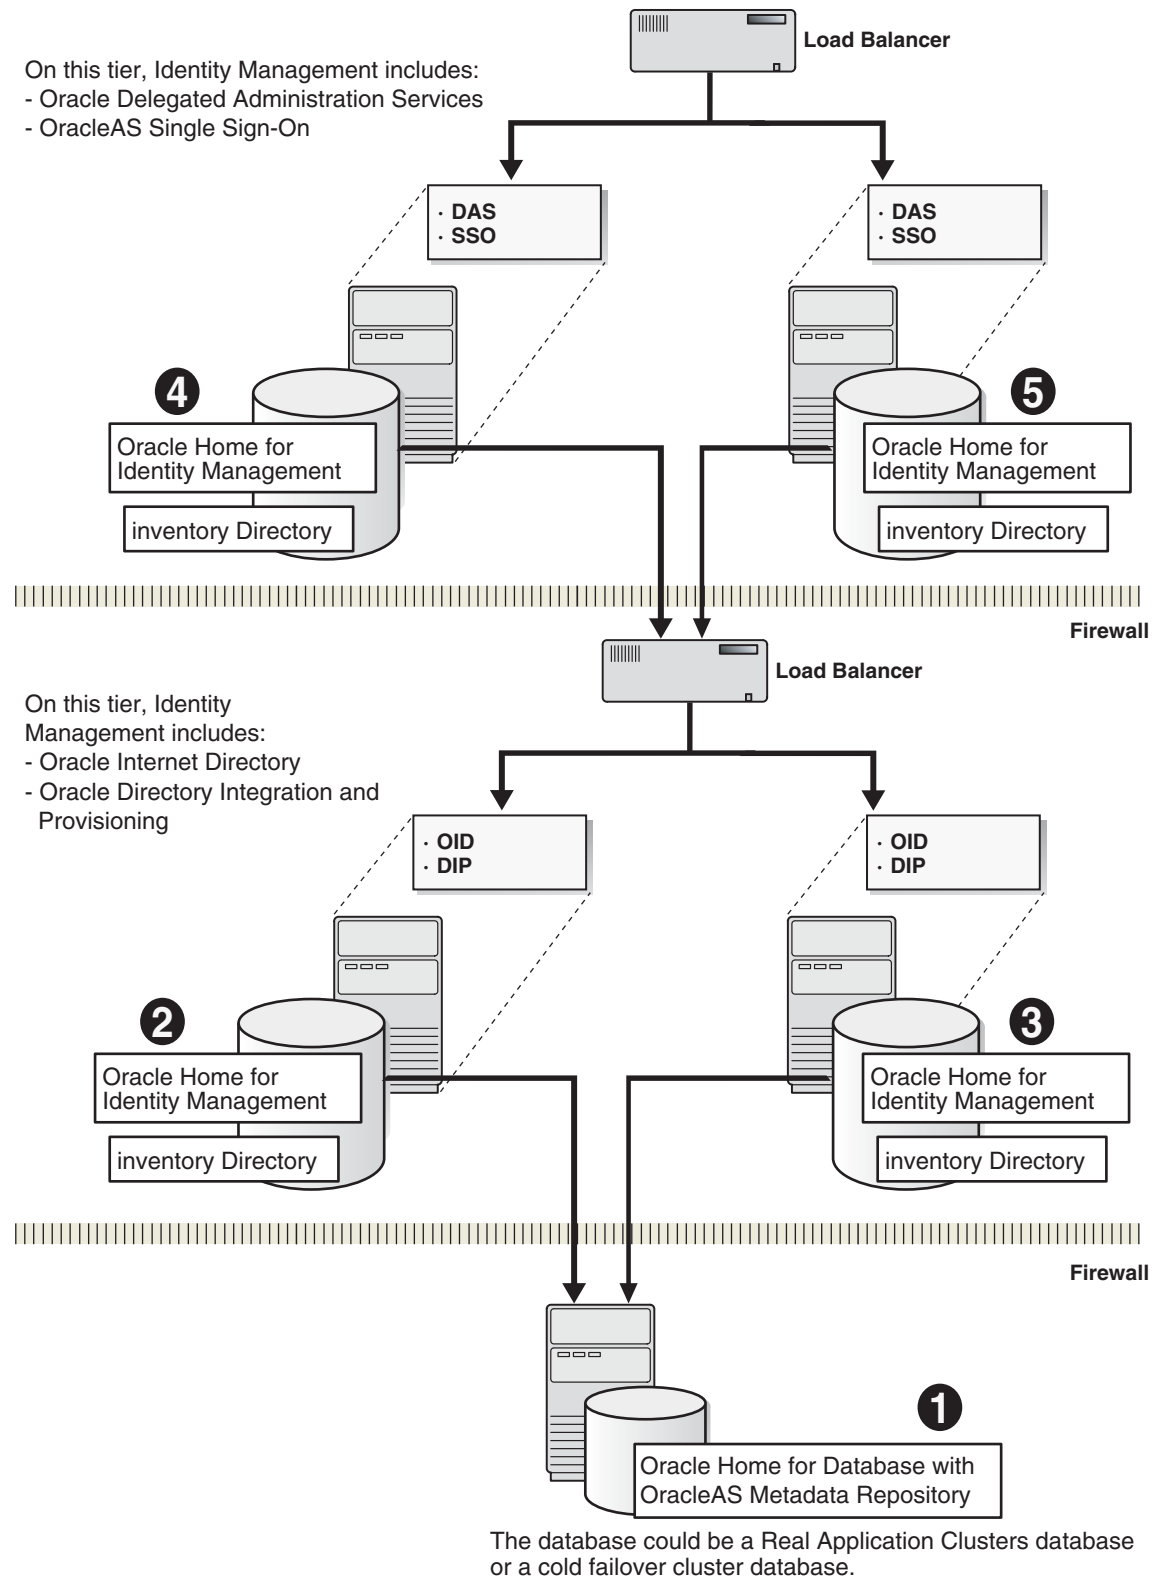 Load Balancer
On this tier, Identity Management includes:
- Oracle Delegated Administration Services
- OracleAS Single Sign-On
· DAS
· SSO
· DAS
· SSO
4
Oracle Home for
Identity Management
inventory Directory
5
Oracle Home for
Identity Management
inventory Directory
Firewall
Load Balancer
On this tier, Identity
Management includes:
- Oracle Internet Directory
- Oracle Directory Integration and
Provisioning
· OID
· DIP
· OID
· DIP
2
Oracle Home for
Identity Management
inventory Directory
3
Oracle Home for
Identity Management
inventory Directory
Firewall
1
Oracle Home for Database with
OracleAS Metadata Repository
The database could be a Real Application Clusters database
or a cold failover cluster database.